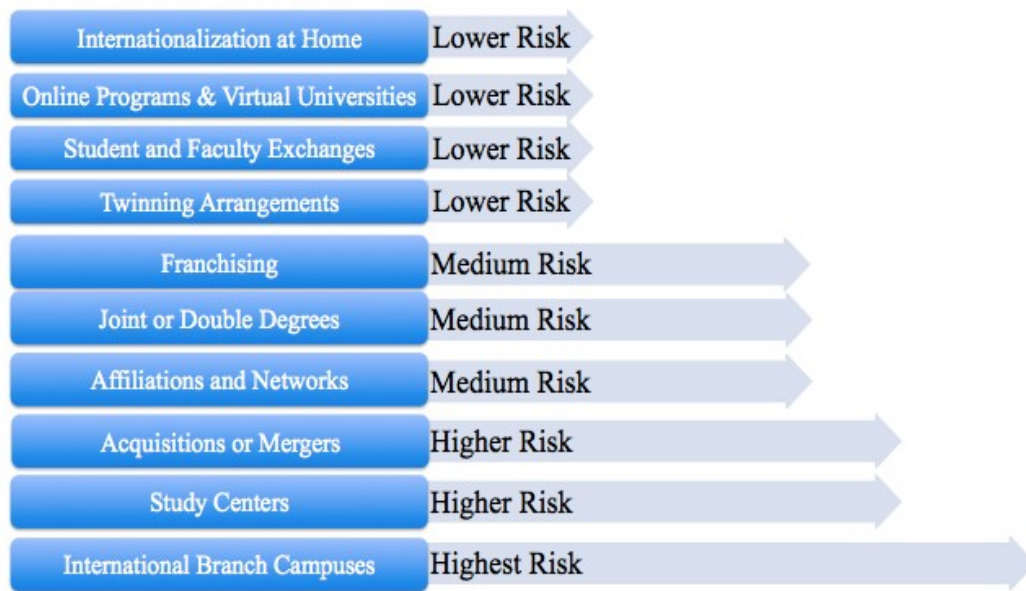 Internationalization at Home Lower Risk
Online Programs & Virtual Universities Lower Risk
Student and Faculty Exchanges Lower Risk
Twinning Arrangements Lower Risk
Franchising Medium Risk
Joint or Double Degrees Medium Risk
Affiliations and Networks Medium Risk
Acquisitions or Mergers Higher Risk
Study Centers Higher Risk
International Branch Campuses Highest Risk